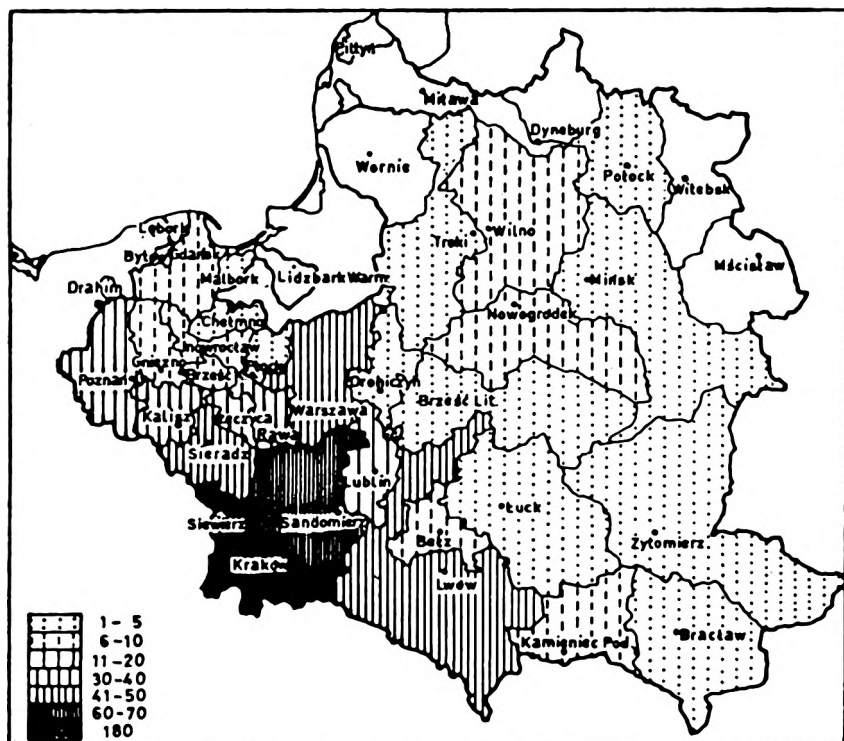 Piltyń
Mitawa
Dyneburg
Wornie
Połock
Witebsk
Lębork
Troki
Wilno
Bytów
Gdańsk
Mińsk
Mścisław
Malbork
Lidzbark Warm.
Drahim
Nowogródek
Chełmno
Inowrocław
Gniezno
Poznań
Brześć
Płock
Drohiczyn
Brześć Lit.
Kalisz
Łęczyca
Warszawa
Rawa
Sieradz
Lublin
Łuck
Siewierz
Sandomierz
Bełz
Żytomierz
Kraków
Lwów
Kamieniec Pod.
Bracław
1-5
6-10
11-20
30-40
41-50
60-70
180